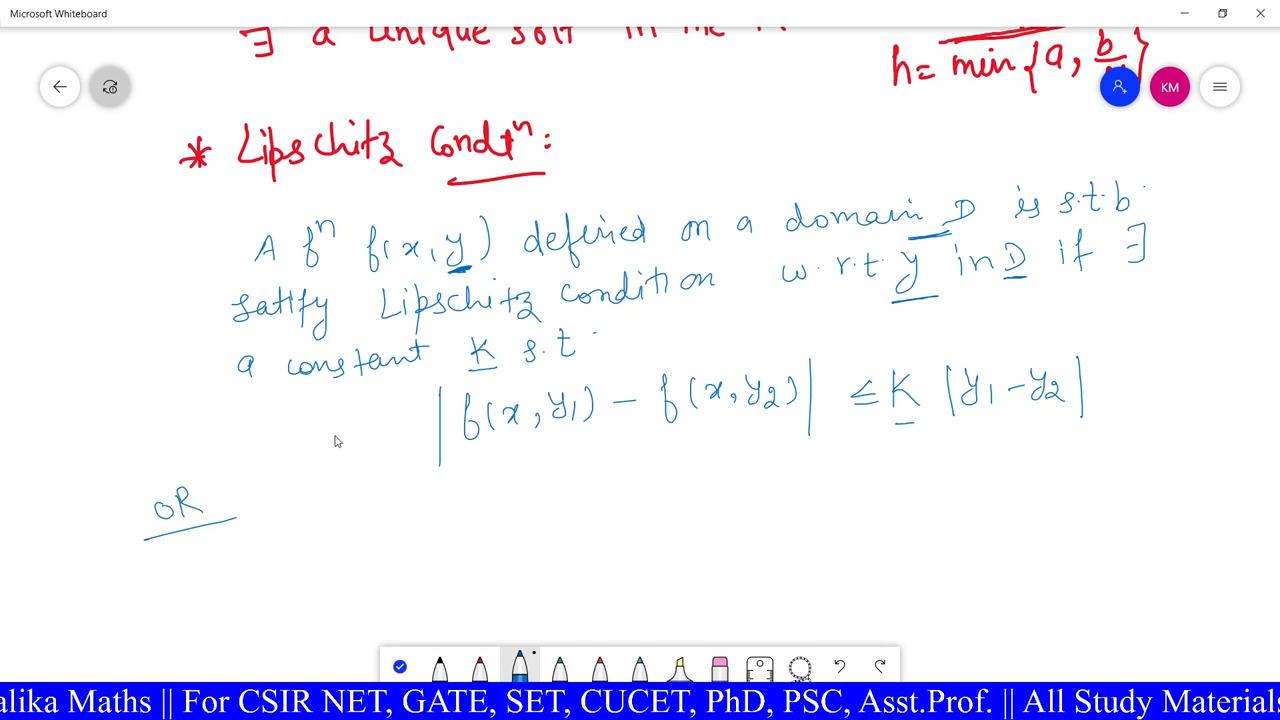 Microsoft Whiteboard
∃ a unique solⁿ in the
h = min{a, b/
KM
* Lipschitz Condtⁿ:
A fⁿ f(x, y) defined on a domain D is s.t.b.
satify Lipschitz condition w.r.t. y in D if ∃
a constant K s.t.
|f(x, y₁) − f(x, y₂)| ≤ K |y₁ − y₂|
OR
alika Maths || For CSIR NET, GATE, SET, CUCET, PhD, PSC, Asst.Prof. || All Study Materials